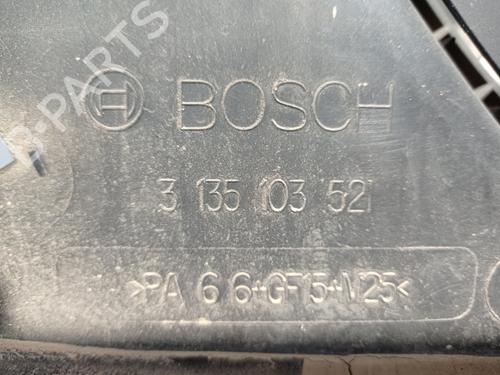 B-PARTS
BOSCH
3 135 103 521
>PA 66+GF15+M25<